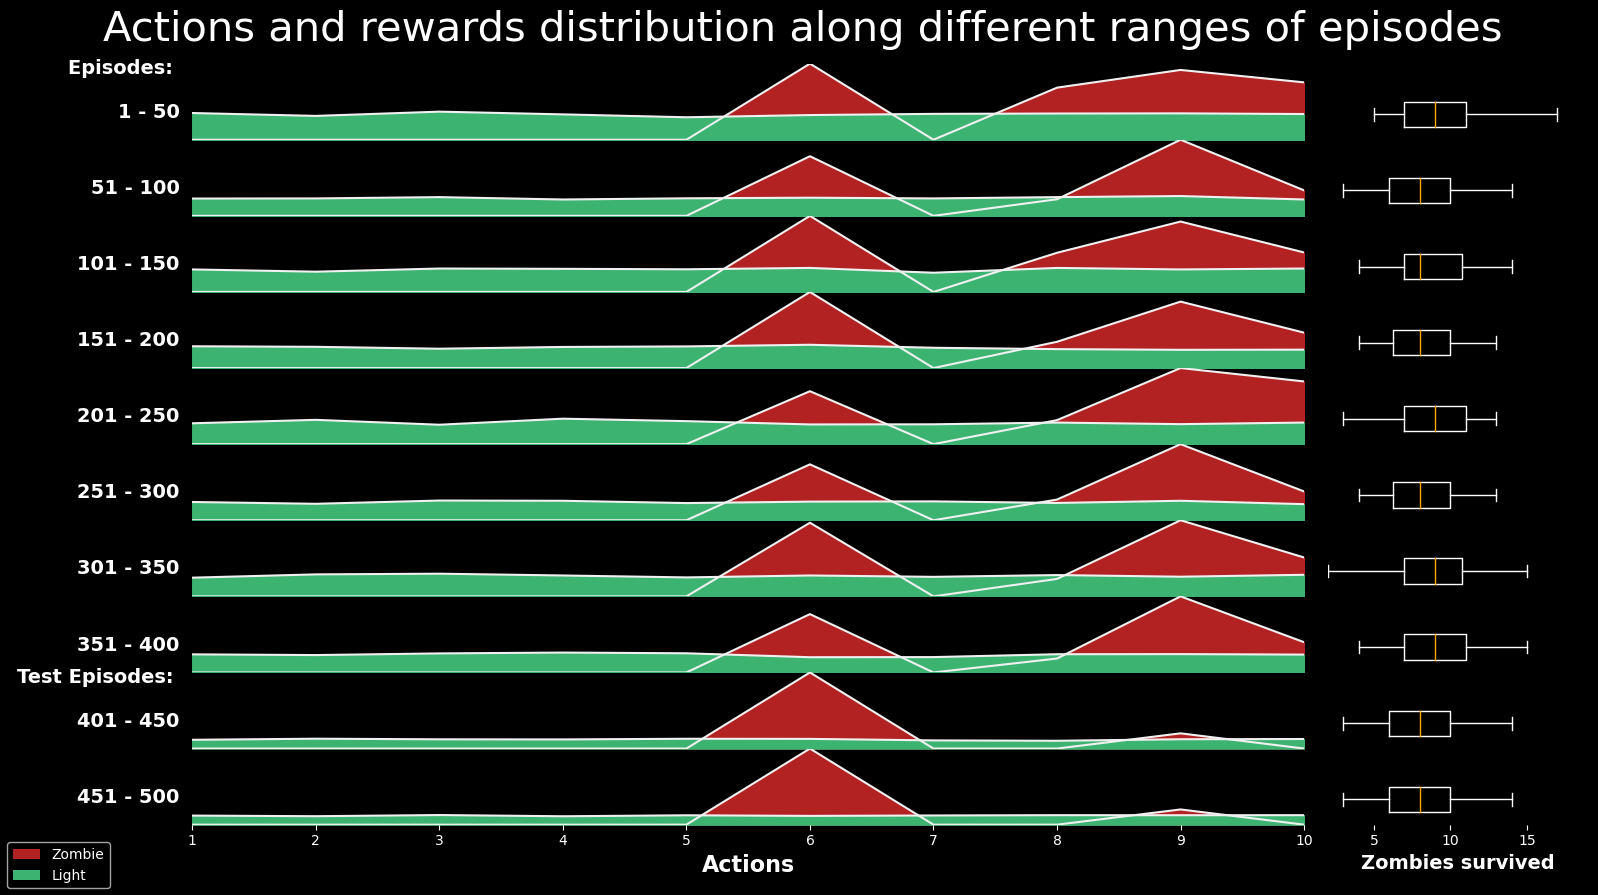 Actions and rewards distribution along different ranges of episodes
Episodes:
1 - 50
51 - 100
101 - 150
151 - 200
201 - 250
251 - 300
301 - 350
351 - 400
Test Episodes:
401 - 450
451 - 500
1 2 3 4 5 6 7 8 9 10
5 10 15
Actions
Zombies survived
Zombie
Light